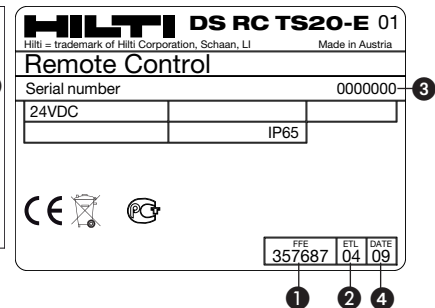 HILTI DS RC TS20-E 01
Hilti = trademark of Hilti Corporation, Schaan, LI Made in Austria
Remote Control
Serial number 0000000 3
24VDC
IP65
CE PCT
FFE ETL DATE
357687 04 09
1 2 4